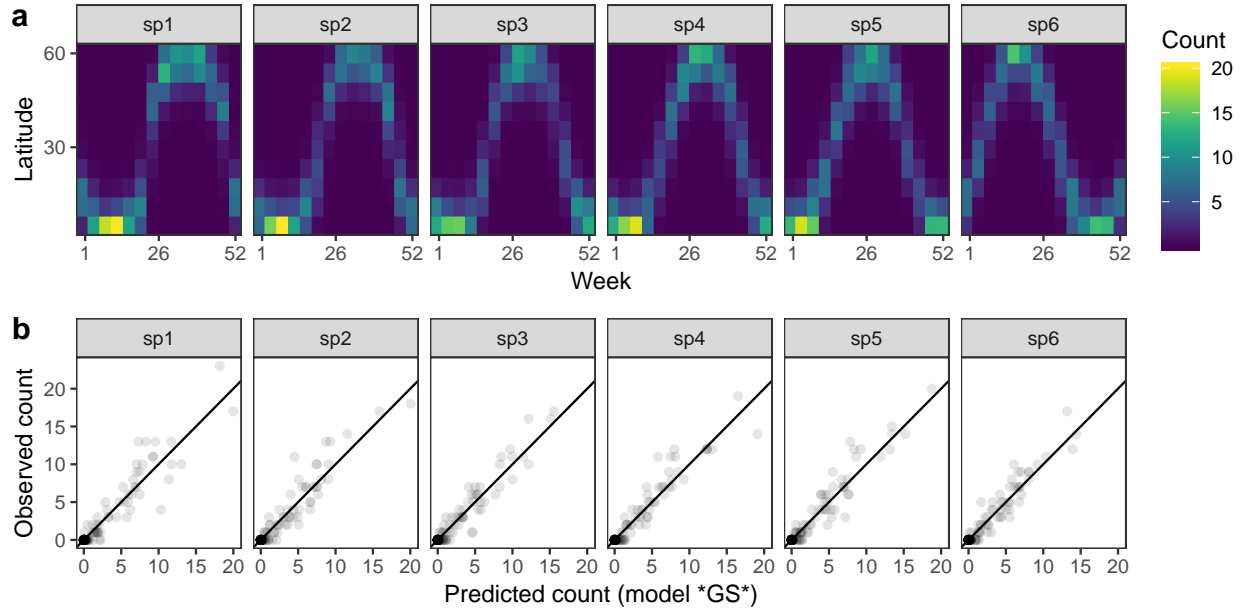 a
sp1 sp2 sp3 sp4 sp5 sp6
Count
60
30
Latitude
20
15
10
5
1 26 52 1 26 52 1 26 52 1 26 52 1 26 52 1 26 52
Week
b
sp1 sp2 sp3 sp4 sp5 sp6
20
15
10
5
0
Observed count
0 5 10 15 20 0 5 10 15 20 0 5 10 15 20 0 5 10 15 20 0 5 10 15 20 0 5 10 15 20
Predicted count (model *GS*)